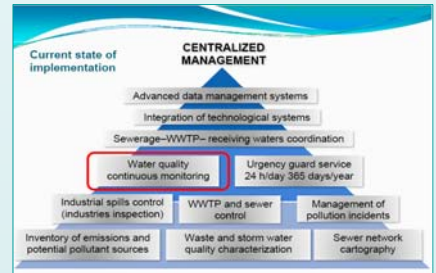 Current state of
implementation
CENTRALIZED
MANAGEMENT
Advanced data management systems
Integration of technological systems
Sewerage–WWTP– receiving waters coordination
Water quality
continuous monitoring
Urgency guard service
24 h/day 365 days/year
Industrial spills control
(industries inspection)
WWTP and sewer
control
Management of
pollution incidents
Inventory of emissions and
potential pollutant sources
Waste and storm water
quality characterization
Sewer network
cartography